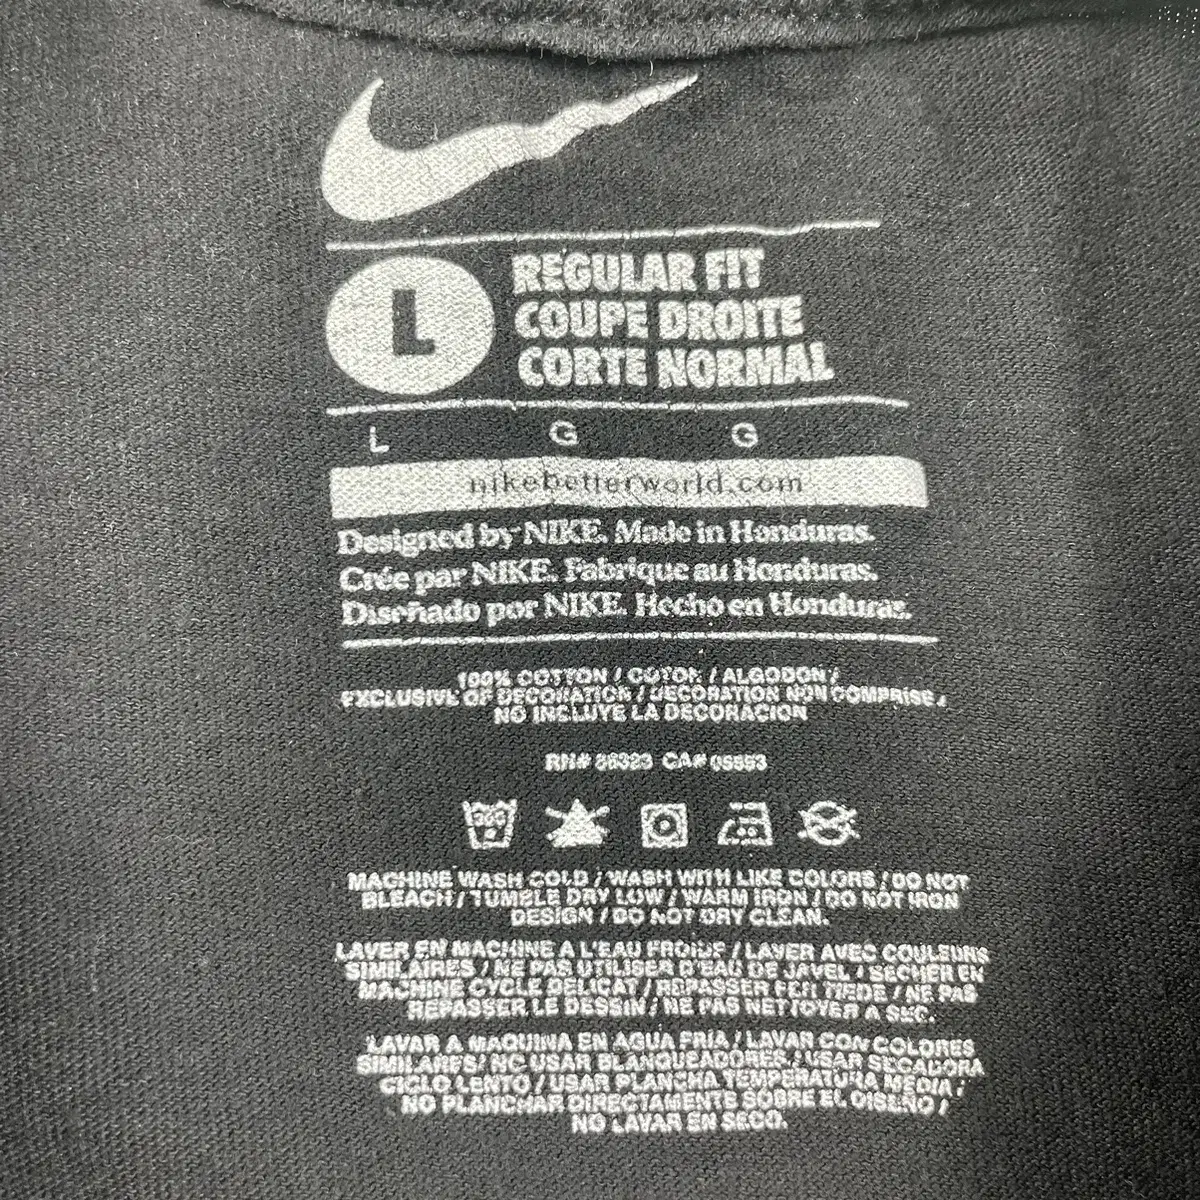 L
REGULAR FIT
COUPE DROITE
CORTE NORMAL
L G G
nikebetterworld.com
Designed by NIKE. Made in Honduras.
Crée par NIKE. Fabrique au Honduras.
Diseñado por NIKE. Hecho en Honduras.
100% COTTON / COTON / ALGODON /
EXCLUSIVE OF DECORATION / DECORATION NON COMPRISE /
NO INCLUYE LA DECORACION
RN# 56323 CA# 05553
MACHINE WASH COLD / WASH WITH LIKE COLORS / DO NOT
BLEACH / TUMBLE DRY LOW / WARM IRON / DO NOT IRON
DESIGN / DO NOT DRY CLEAN.
LAVER EN MACHINE A L'EAU FROIDE / LAVER AVEC COULEURS
SIMILAIRES / NE PAS UTILISER D'EAU DE JAVEL / SECHER EN
MACHINE CYCLE DELICAT / REPASSER FER TIEDE / NE PAS
REPASSER LE DESSIN / NE PAS NETTOYER A SEC.
LAVAR A MAQUINA EN AGUA FRIA / LAVAR CON COLORES
SIMILARES / NO USAR BLANQUEADORES / USAR SECADORA
CICLO LENTO / USAR PLANCHA TEMPERATURA MEDIA /
NO PLANCHAR DIRECTAMENTE SOBRE EL DISENO /
NO LAVAR EN SECO.